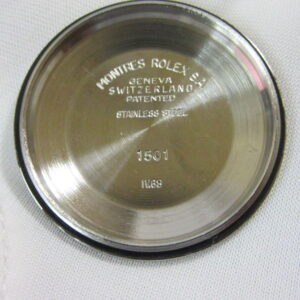 MONTRES ROLEX S.A
GENEVA
SWITZERLAND
PATENTED
STAINLESS STEEL
1501
IV.69